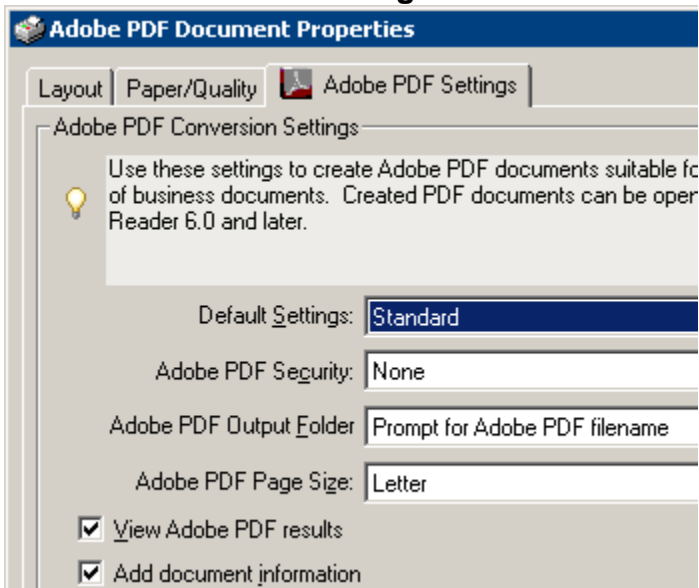 Adobe PDF Document Properties
Layout Paper/Quality Adobe PDF Settings
Adobe PDF Conversion Settings
Use these settings to create Adobe PDF documents suitable fo
of business documents. Created PDF documents can be open
Reader 6.0 and later.
Default Settings: Standard
Adobe PDF Security: None
Adobe PDF Output Folder Prompt for Adobe PDF filename
Adobe PDF Page Size: Letter
View Adobe PDF results
Add document information